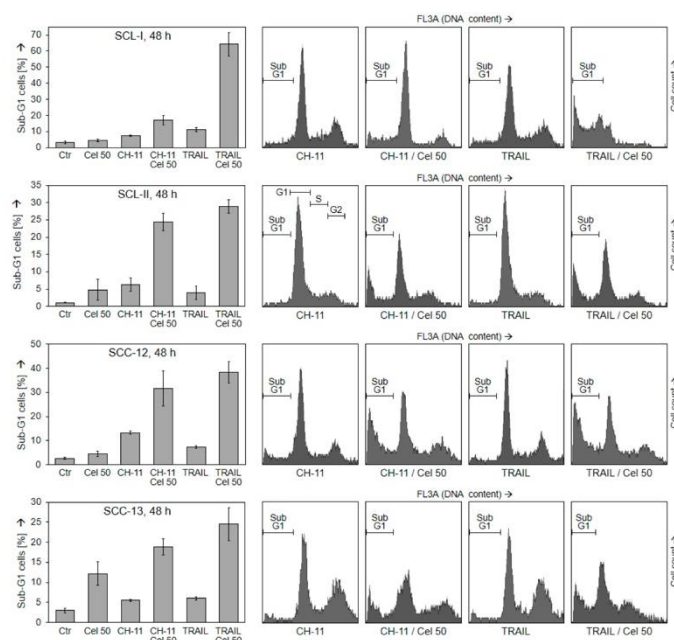 FL3A (DNA content) →
SCL-I, 48 h
Sub-G1 cells [%] →
70
60
50
40
30
20
10
0
Ctr Cel 50 CH-11 CH-11 Cel 50 TRAIL TRAIL Cel 50
Sub G1 Sub G1 Sub G1 Sub G1
CH-11 CH-11 / Cel 50 TRAIL TRAIL / Cel 50
Cell count →
FL3A (DNA content) →
SCL-II, 48 h
Sub-G1 cells [%] →
35
30
25
20
15
10
5
0
Ctr Cel 50 CH-11 CH-11 Cel 50 TRAIL TRAIL Cel 50
G1 S G2
Sub G1 Sub G1 Sub G1 Sub G1
CH-11 CH-11 / Cel 50 TRAIL TRAIL / Cel 50
Cell count →
FL3A (DNA content) →
SCC-12, 48 h
Sub-G1 cells [%] →
50
40
30
20
10
0
Ctr Cel 50 CH-11 CH-11 Cel 50 TRAIL TRAIL Cel 50
Sub G1 Sub G1 Sub G1 Sub G1
CH-11 CH-11 / Cel 50 TRAIL TRAIL / Cel 50
Cell count →
FL3A (DNA content) →
SCC-13, 48 h
Sub-G1 cells [%] →
30
25
20
15
10
5
0
Ctr Cel 50 CH-11 CH-11 Cel 50 TRAIL TRAIL Cel 50
Sub G1 Sub G1 Sub G1 Sub G1
CH-11 CH-11 / Cel 50 TRAIL TRAIL / Cel 50
Cell count →